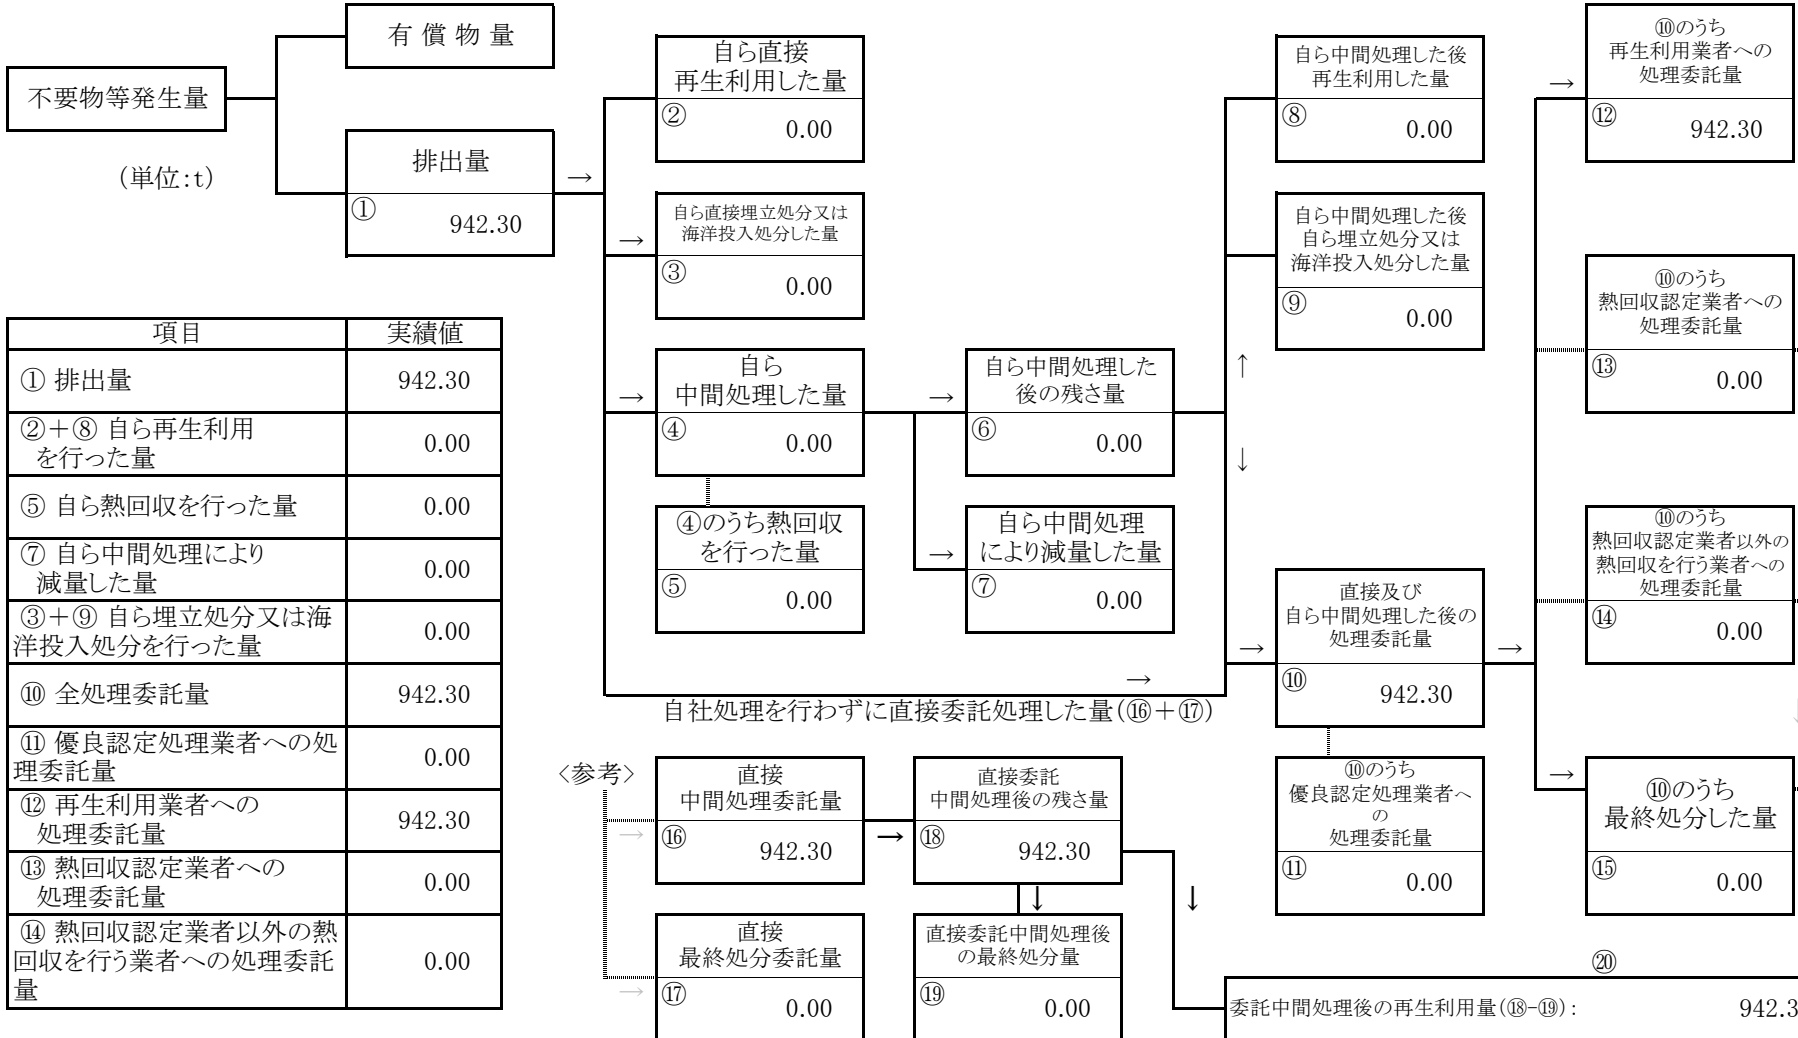 有 償 物 量
不要物等発生量
(単位:t)
排出量
①
942.30
→
自ら直接
再生利用した量
②
0.00
→
自ら直接埋立処分又は
海洋投入処分した量
③
0.00
→
自ら
中間処理した量
④
0.00
④のうち熱回収
を行った量
⑤
0.00
→
自ら中間処理した
後の残さ量
⑥
0.00
→
自ら中間処理
により減量した量
⑦
0.00
自ら中間処理した後
再生利用した量
⑧
0.00
自ら中間処理した後
自ら埋立処分又は
海洋投入処分した量
⑨
0.00
↑
↓
→
自社処理を行わずに直接委託処理した量(⑯+⑰)
→
直接及び
自ら中間処理した後の
処理委託量
⑩
942.30
⑩のうち
優良認定処理業者へ
の
処理委託量
⑪
0.00
→
→
⑩のうち
再生利用業者への
処理委託量
⑫
942.30
⑩のうち
熱回収認定業者への
処理委託量
⑬
0.00
⑩のうち
熱回収認定業者以外の
熱回収を行う業者への
処理委託量
⑭
0.00
→
⑩のうち
最終処分した量
⑮
0.00
項目 実績値
① 排出量 942.30
②+⑧ 自ら再生利用
を行った量
0.00
⑤ 自ら熱回収を行った量 0.00
⑦ 自ら中間処理により
減量した量
0.00
③+⑨ 自ら埋立処分又は海
洋投入処分を行った量
0.00
⑩ 全処理委託量 942.30
⑪ 優良認定処理業者への処
理委託量
0.00
⑫ 再生利用業者への
処理委託量
942.30
⑬ 熱回収認定業者への
処理委託量
0.00
⑭ 熱回収認定業者以外の熱
回収を行う業者への処理委託
量
0.00
<参考>
→
直接
中間処理委託量
⑯
942.30
→
直接委託
中間処理後の残さ量
⑱
942.30
↓
↓
→
直接
最終処分委託量
⑰
0.00
直接委託中間処理後
の最終処分量
⑲
0.00
⑳
委託中間処理後の再生利用量(⑱-⑲): 942.3